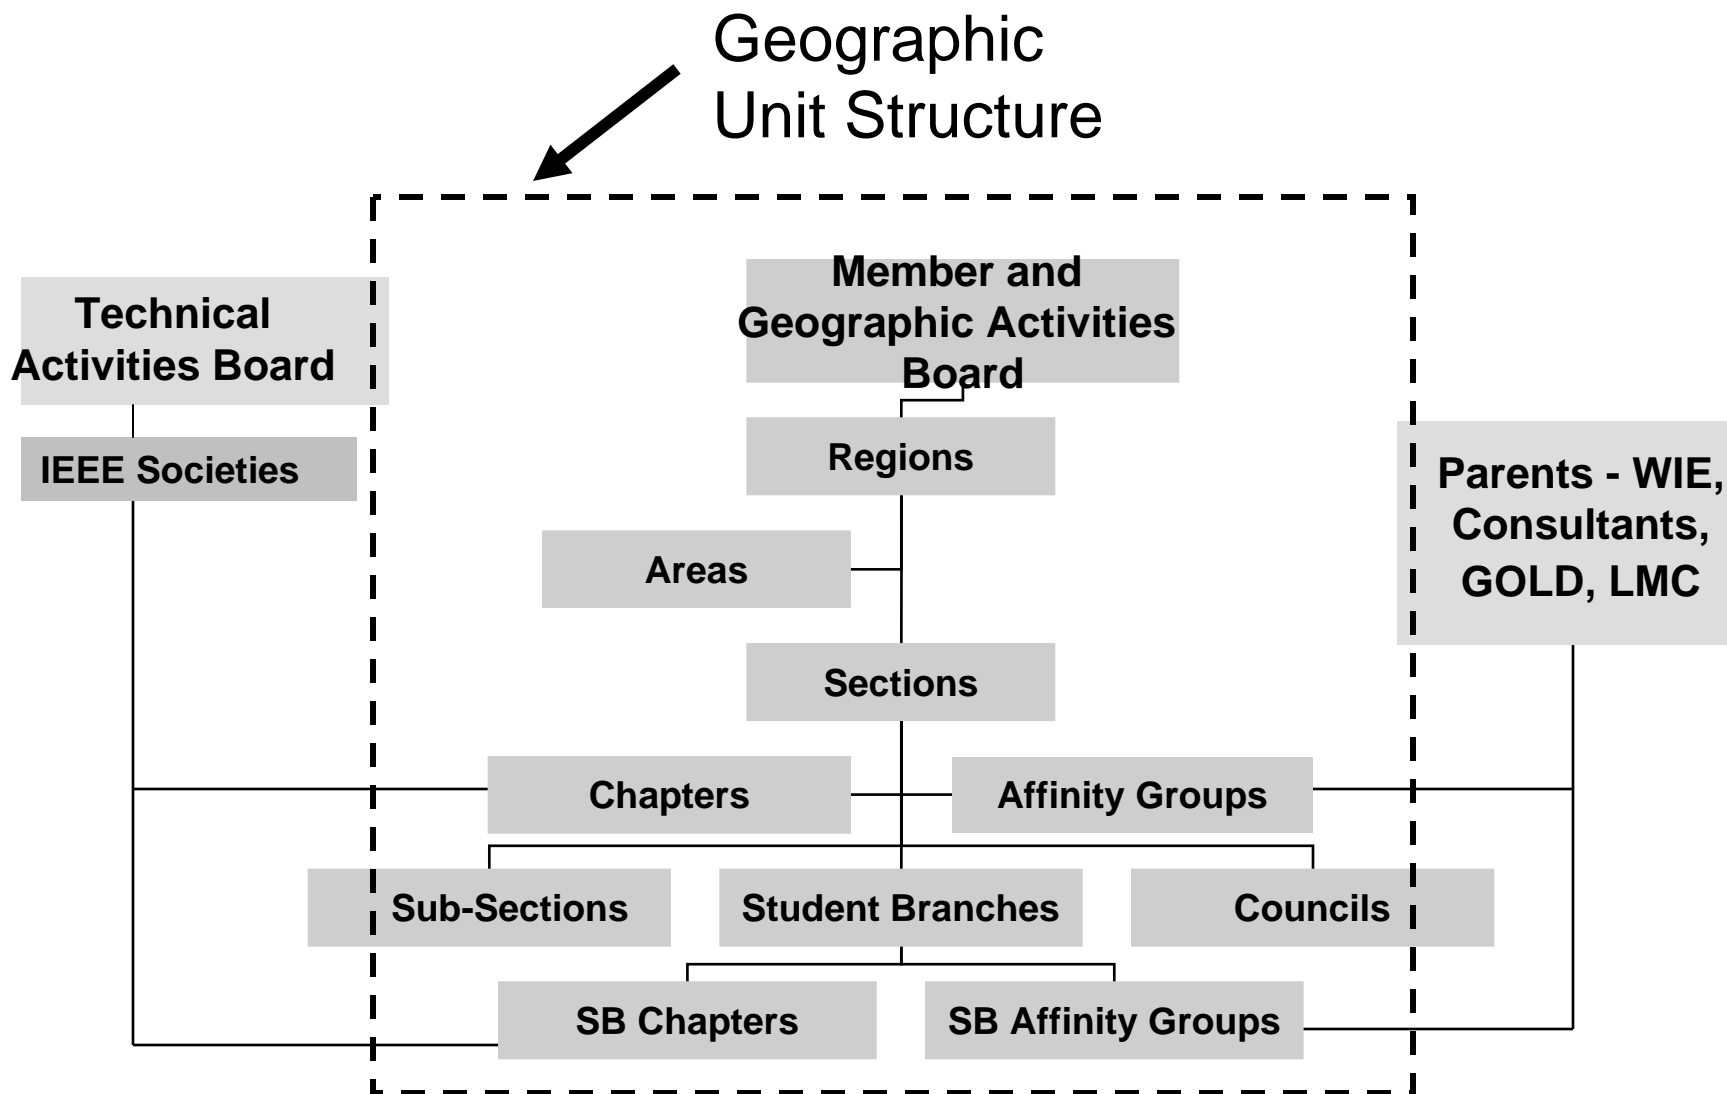 Geographic
Unit Structure
Member and
Geographic Activities
Board
Technical
Activities Board
IEEE Societies
Regions
Parents - WIE,
Consultants,
GOLD, LMC
Areas
Sections
Chapters
Affinity Groups
Sub-Sections
Student Branches
Councils
SB Chapters
SB Affinity Groups